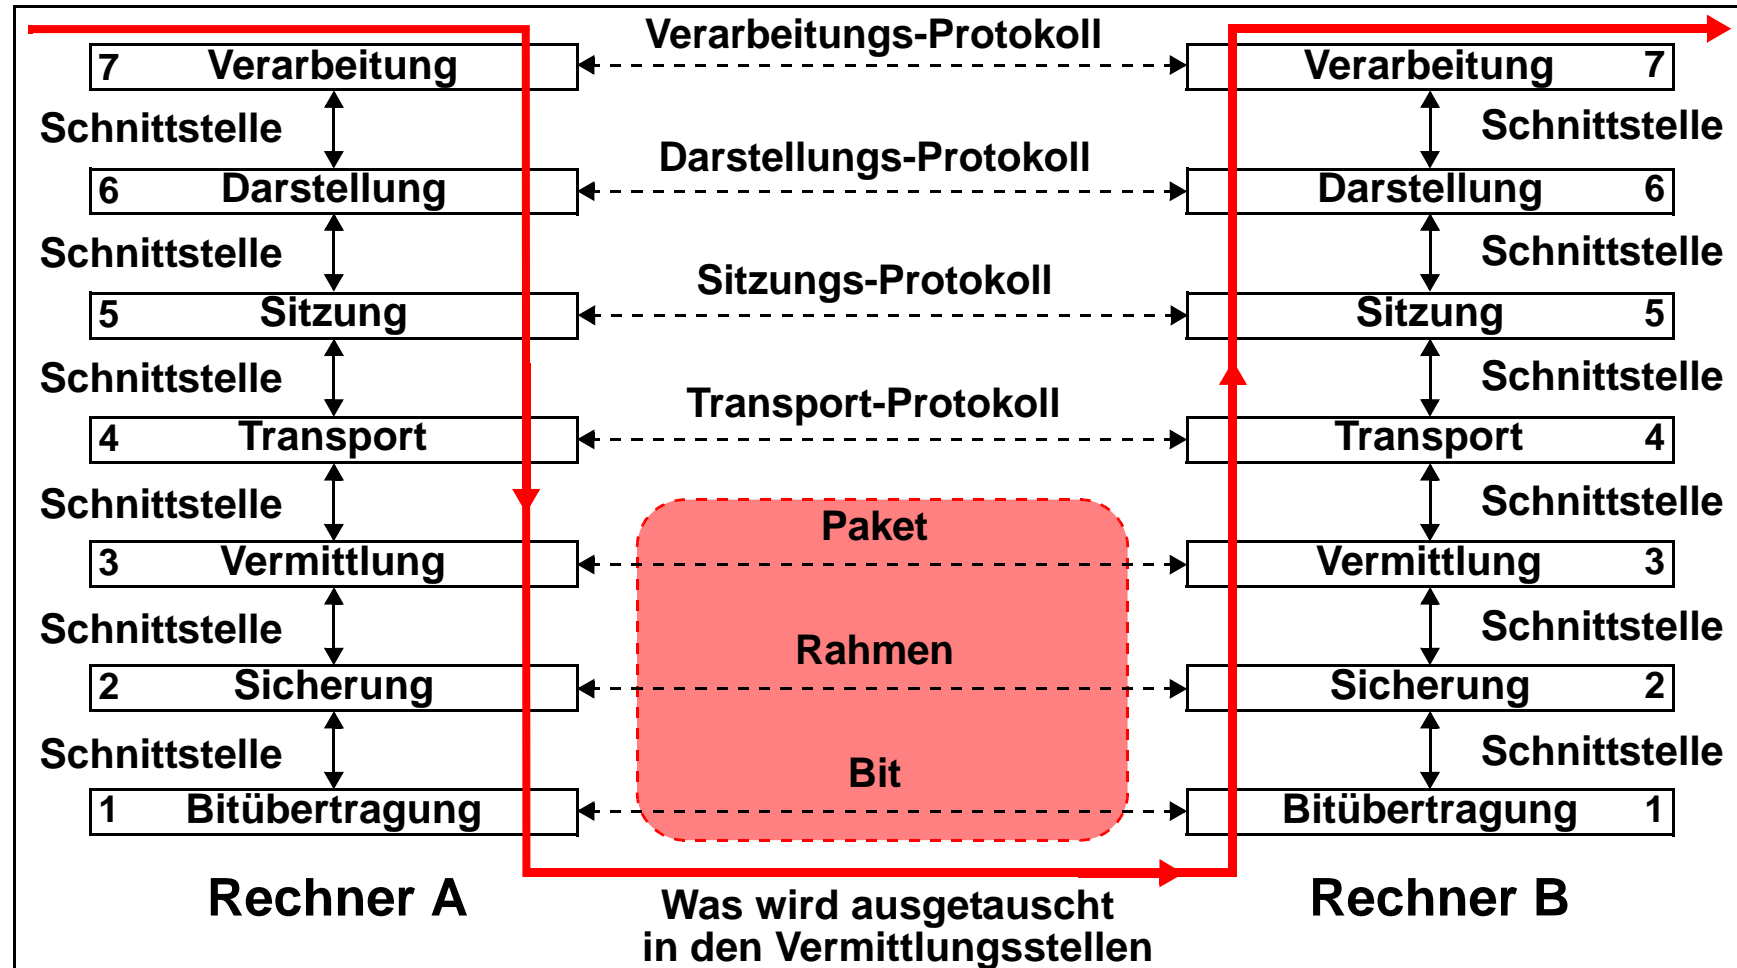 Verarbeitungs-Protokoll
7 Verarbeitung
Verarbeitung 7
Schnittstelle
Schnittstelle
Darstellungs-Protokoll
6 Darstellung
Darstellung 6
Schnittstelle
Schnittstelle
Sitzungs-Protokoll
5 Sitzung
Sitzung 5
Schnittstelle
Schnittstelle
Transport-Protokoll
4 Transport
Transport 4
Schnittstelle
Schnittstelle
Paket
3 Vermittlung
Vermittlung 3
Schnittstelle
Schnittstelle
Rahmen
2 Sicherung
Sicherung 2
Schnittstelle
Schnittstelle
Bit
1 Bitübertragung
Bitübertragung 1
Rechner A
Rechner B
Was wird ausgetauscht
in den Vermittlungsstellen